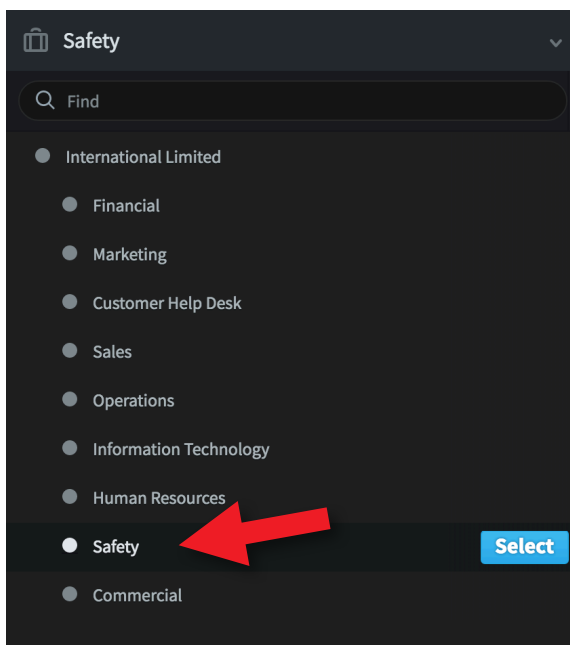 Safety
Find
International Limited
Financial
Marketing
Customer Help Desk
Sales
Operations
Information Technology
Human Resources
Safety Select
Commercial